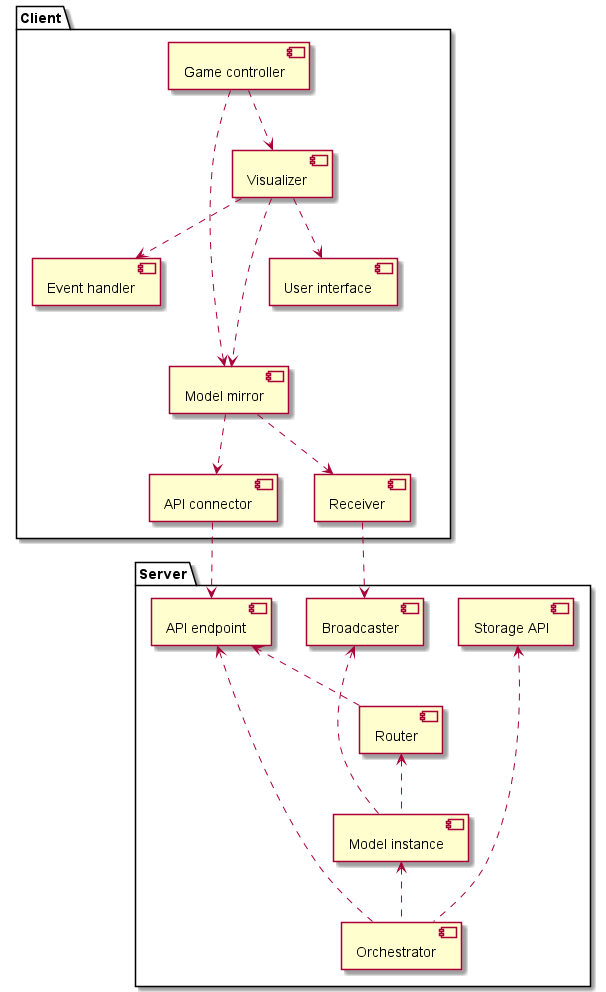 Client
Game controller
Visualizer
Event handler
User interface
Model mirror
API connector
Receiver
Server
API endpoint
Broadcaster
Storage API
Router
Model instance
Orchestrator